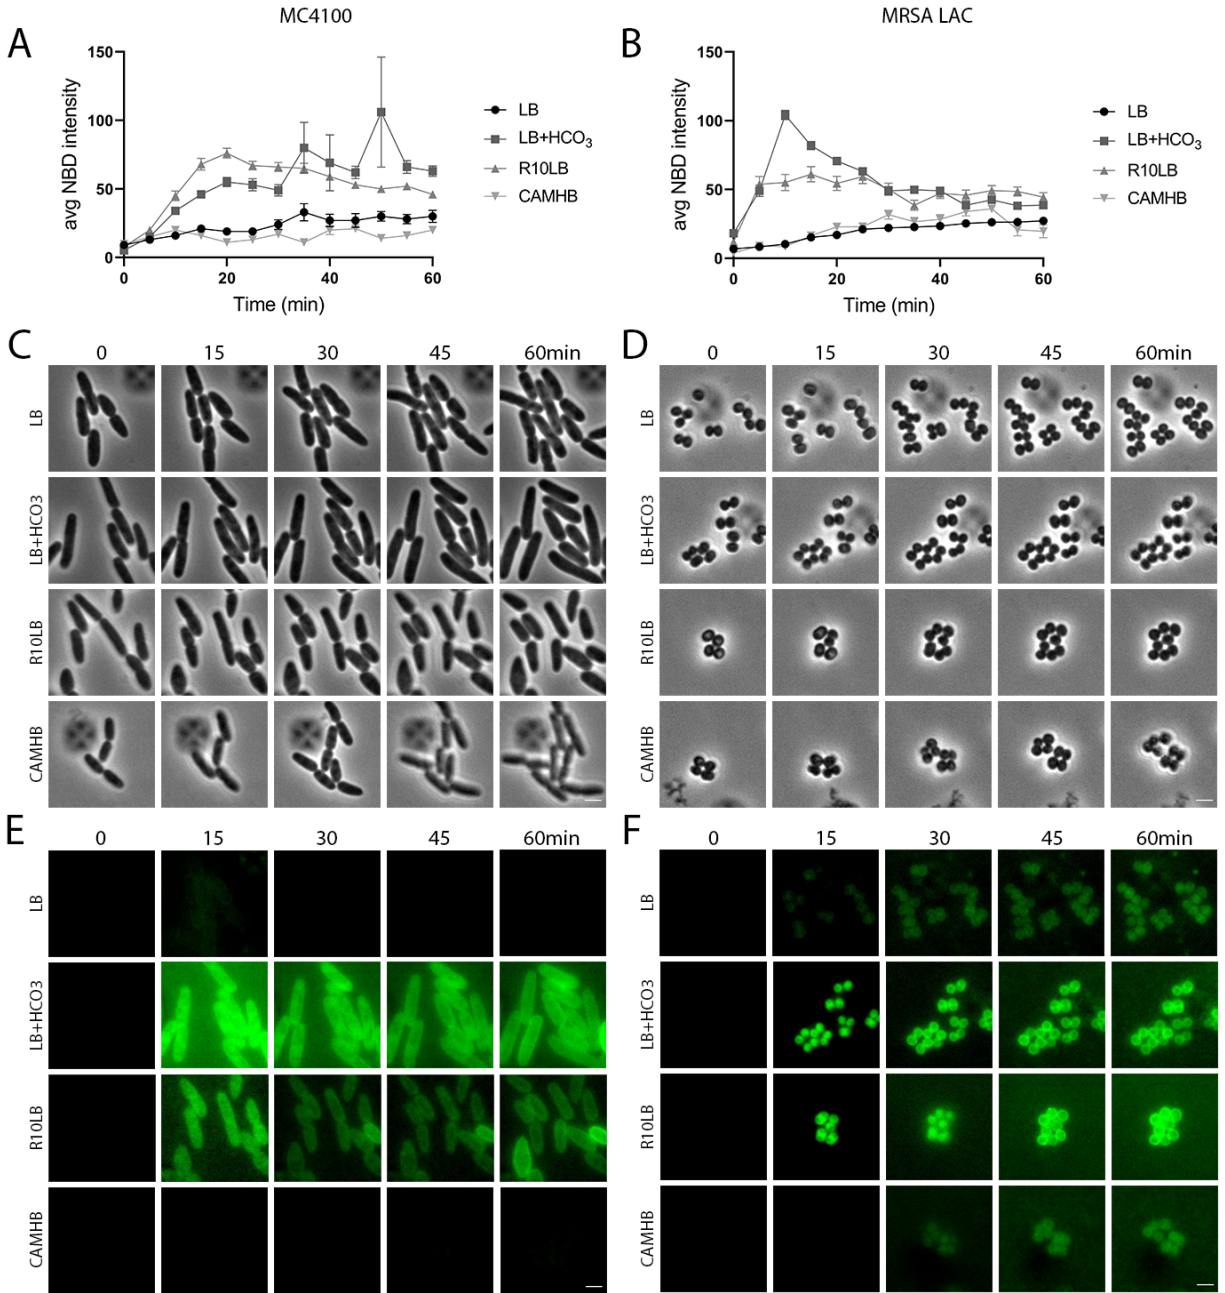 MC4100
MRSA LAC
A
B
150
100
50
0
avg NBD intensity
0 20 40 60
Time (min)
LB
LB+HCO3
R10LB
CAMHB
150
100
50
0
avg NBD intensity
0 20 40 60
Time (min)
LB
LB+HCO3
R10LB
CAMHB
C
0 15 30 45 60min
LB
LB+HCO3
R10LB
CAMHB
D
0 15 30 45 60min
LB
LB+HCO3
R10LB
CAMHB
E
0 15 30 45 60min
LB
LB+HCO3
R10LB
CAMHB
F
0 15 30 45 60min
LB
LB+HCO3
R10LB
CAMHB